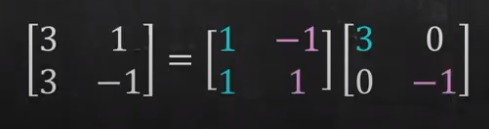 [3 1] = [1 −1] [3 0]
[3 −1] [1 1] [0 −1]